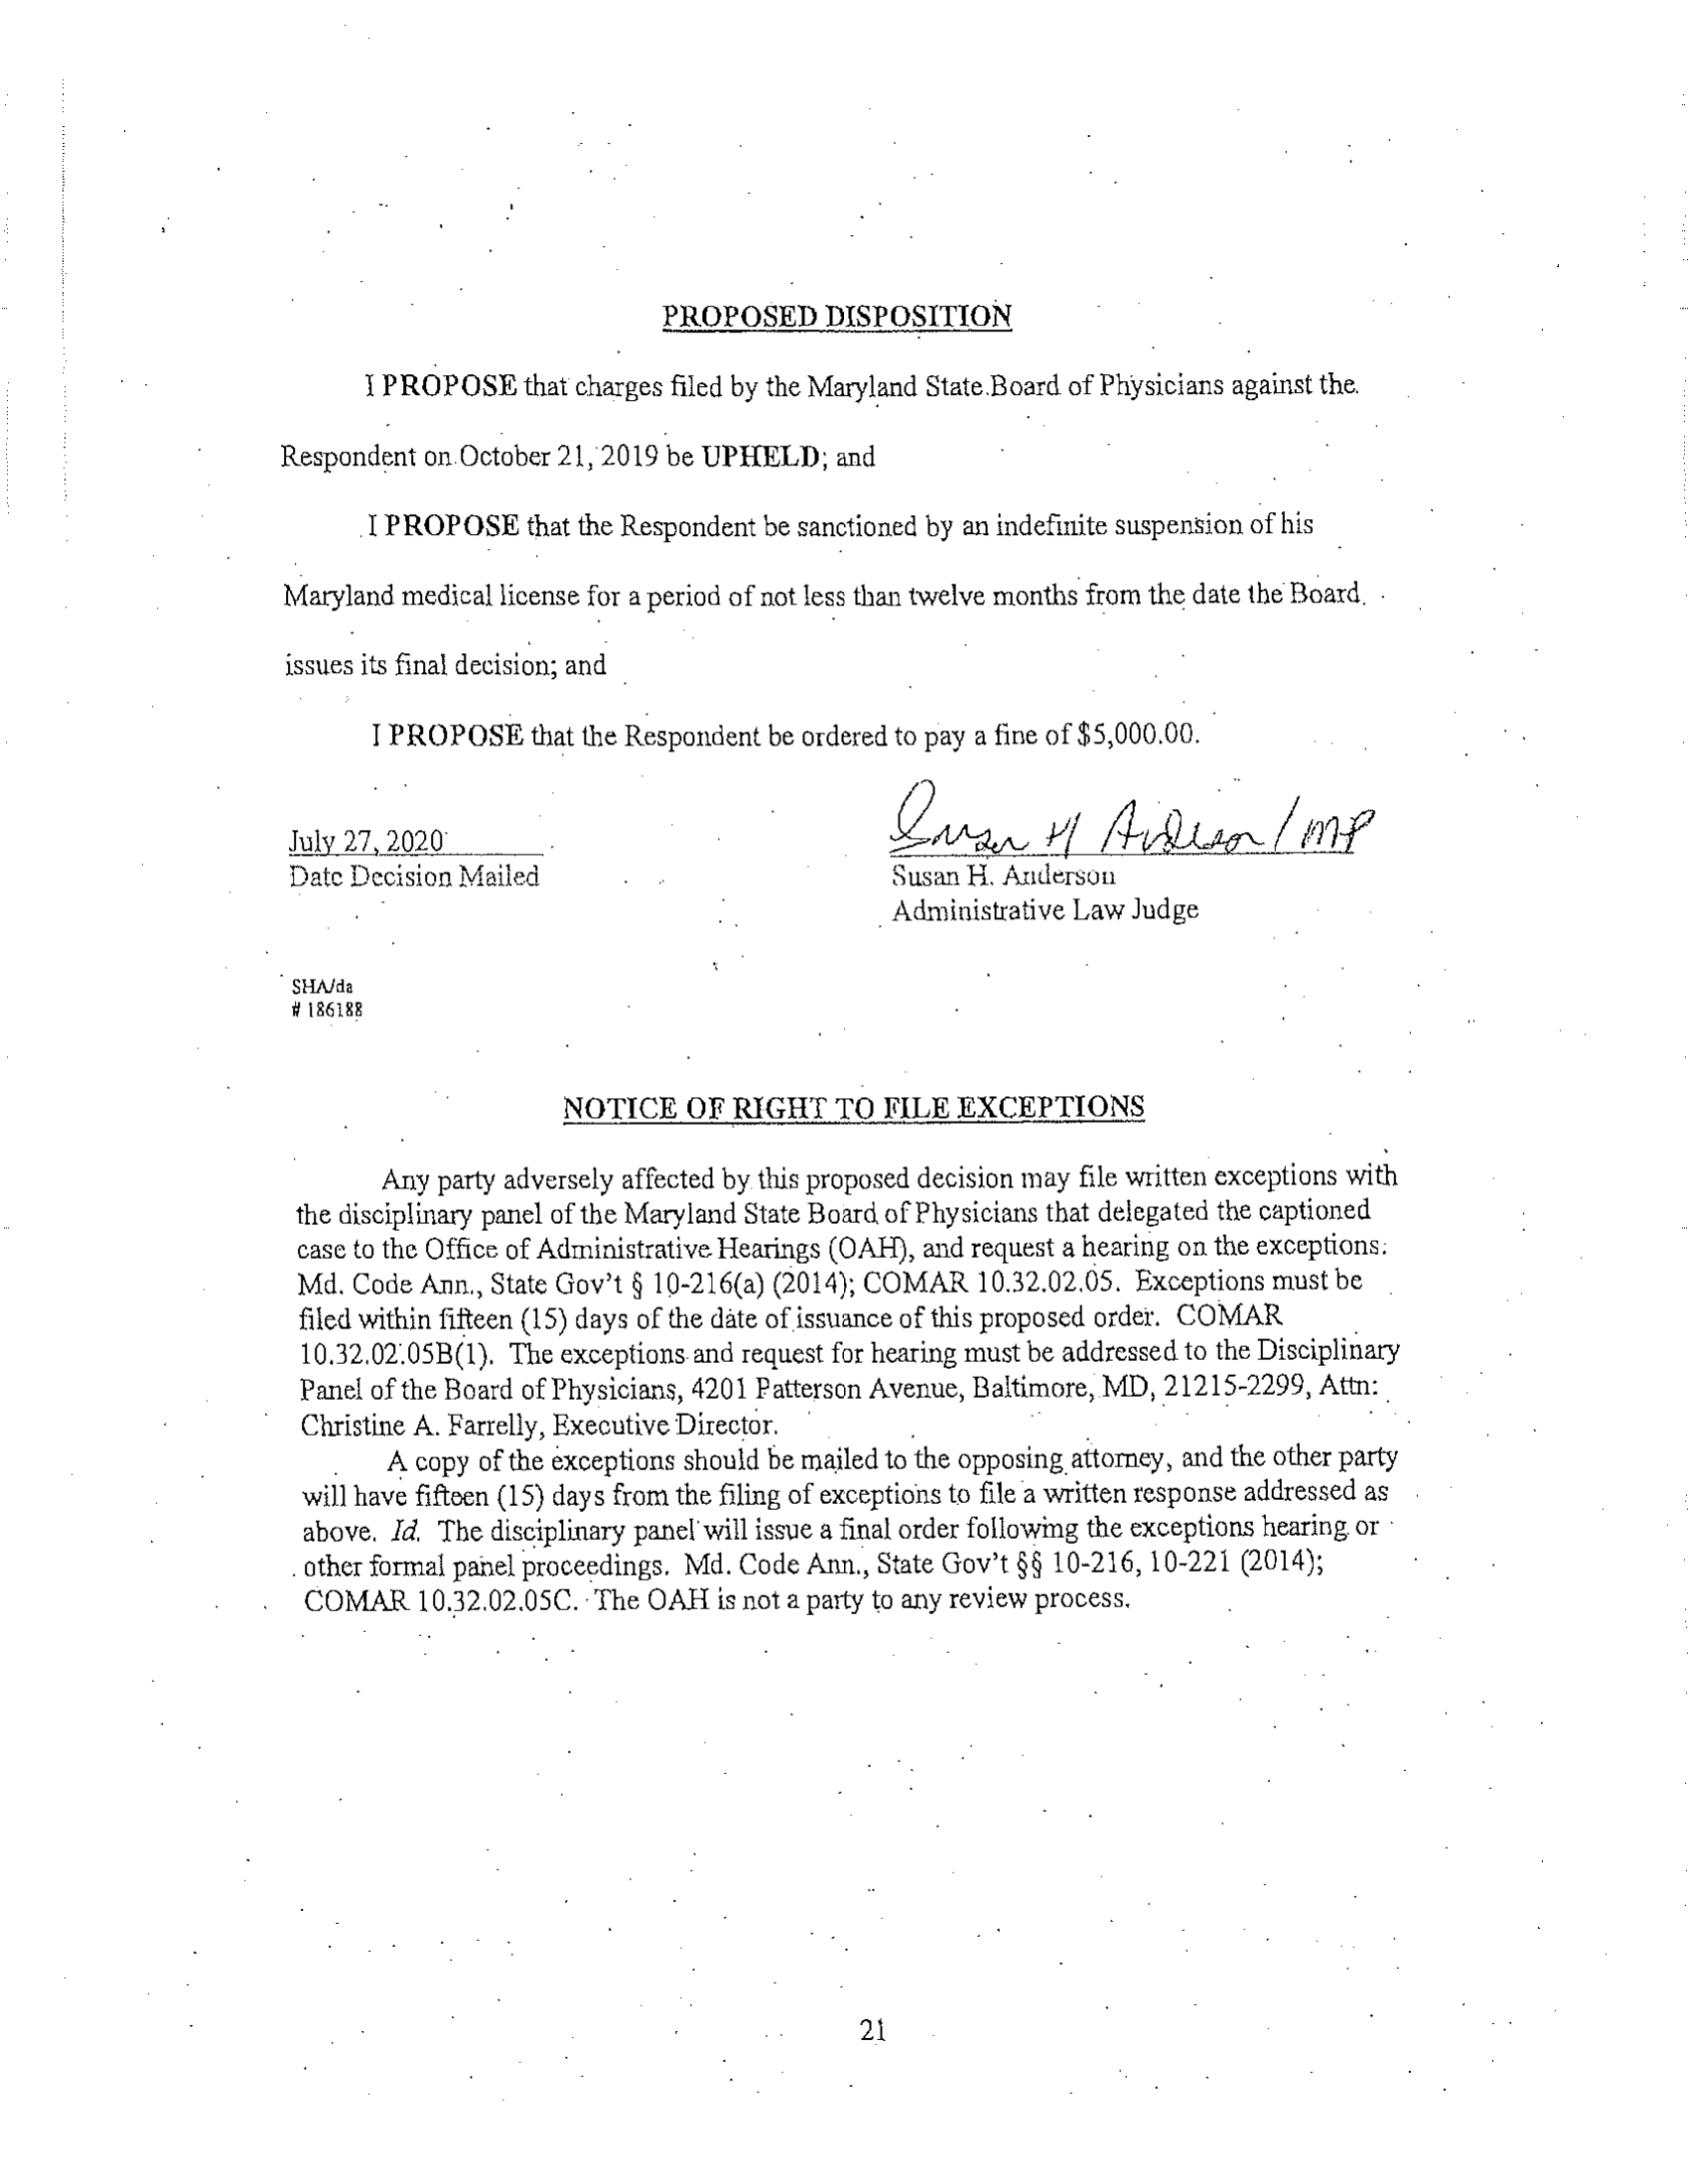 PROPOSED DISPOSITION
I PROPOSE that charges filed by the Maryland State Board of Physicians against the
Respondent on October 21, 2019 be UPHELD; and
I PROPOSE that the Respondent be sanctioned by an indefinite suspension of his
Maryland medical license for a period of not less than twelve months from the date the Board
issues its final decision; and
I PROPOSE that the Respondent be ordered to pay a fine of $5,000.00.
Susan H Anderson / MP
July 27, 2020
Date Decision Mailed
Susan H. Anderson
Administrative Law Judge
SHA/da
# 186188
NOTICE OF RIGHT TO FILE EXCEPTIONS
Any party adversely affected by this proposed decision may file written exceptions with
the disciplinary panel of the Maryland State Board of Physicians that delegated the captioned
case to the Office of Administrative Hearings (OAH), and request a hearing on the exceptions.
Md. Code Ann., State Gov't § 10-216(a) (2014); COMAR 10.32.02.05. Exceptions must be
filed within fifteen (15) days of the date of issuance of this proposed order. COMAR
10.32.02.05B(1). The exceptions and request for hearing must be addressed to the Disciplinary
Panel of the Board of Physicians, 4201 Patterson Avenue, Baltimore, MD, 21215-2299, Attn:
Christine A. Farrelly, Executive Director.
A copy of the exceptions should be mailed to the opposing attorney, and the other party
will have fifteen (15) days from the filing of exceptions to file a written response addressed as
above. Id. The disciplinary panel will issue a final order following the exceptions hearing or
other formal panel proceedings. Md. Code Ann., State Gov't §§ 10-216, 10-221 (2014);
COMAR 10.32.02.05C. The OAH is not a party to any review process.
21